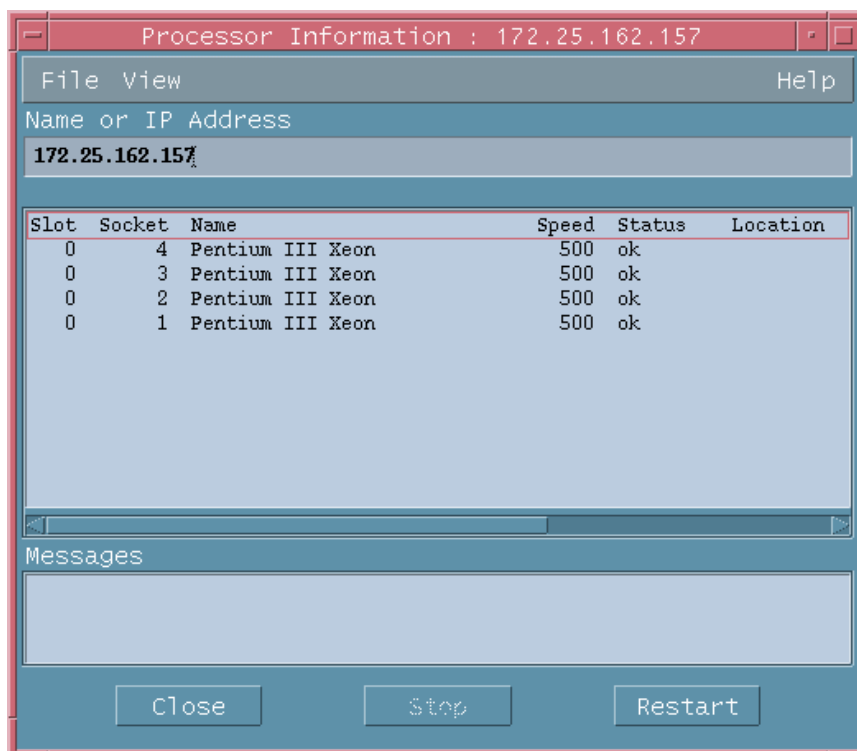 Processor Information : 172.25.162.157
File View Help
Name or IP Address
172.25.162.157
Slot Socket Name Speed Status Location
0 4 Pentium III Xeon 500 ok
0 3 Pentium III Xeon 500 ok
0 2 Pentium III Xeon 500 ok
0 1 Pentium III Xeon 500 ok
Messages
Close Stop Restart